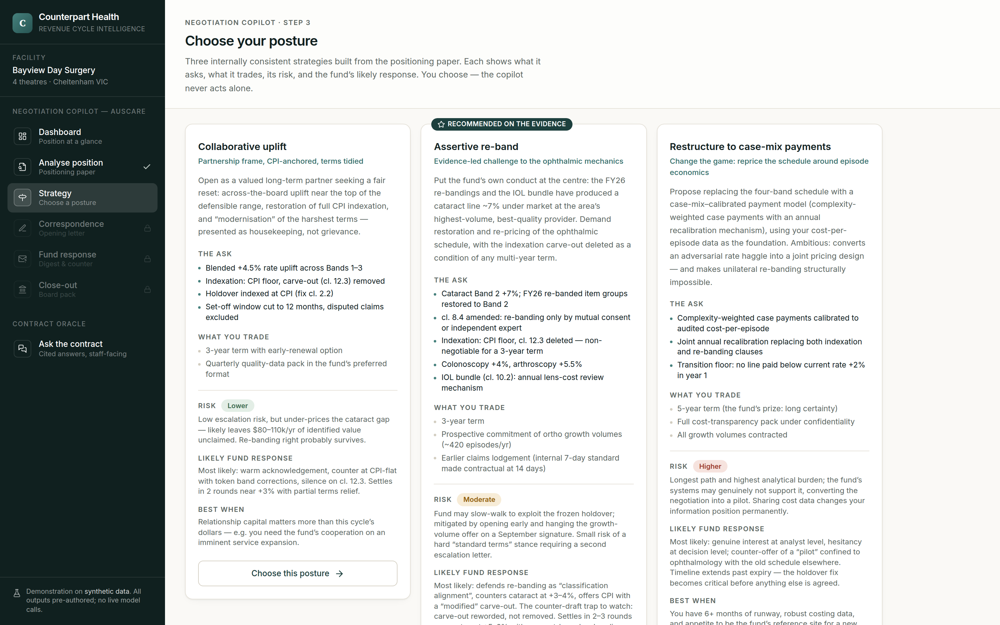 C
Counterpart Health
REVENUE CYCLE INTELLIGENCE
FACILITY
Bayview Day Surgery
4 theatres · Cheltenham VIC
NEGOTIATION COPILOT — AUSCARE
Dashboard
Position at a glance
Analyse position
Positioning paper
Strategy
Choose a posture
Correspondence
Opening letter
Fund response
Digest & counter
Close-out
Board pack
CONTRACT ORACLE
Ask the contract
Cited answers, staff-facing
Demonstration on synthetic data. All
outputs pre-authored; no live model
calls.
NEGOTIATION COPILOT · STEP 3
Choose your posture
Three internally consistent strategies built from the positioning paper. Each shows what it
asks, what it trades, its risk, and the fund’s likely response. You choose — the copilot
never acts alone.
Collaborative uplift
Partnership frame, CPI-anchored, terms tidied
Open as a valued long-term partner seeking a fair
reset: across-the-board uplift near the top of the
defensible range, restoration of full CPI indexation,
and “modernisation” of the harshest terms —
presented as housekeeping, not grievance.
THE ASK
Blended +4.5% rate uplift across Bands 1–3
Indexation: CPI floor, carve-out (cl. 12.3) removed
Holdover indexed at CPI (fix cl. 2.2)
Set-off window cut to 12 months, disputed claims
excluded
WHAT YOU TRADE
3-year term with early-renewal option
Quarterly quality-data pack in the fund’s preferred
format
RISK Lower
Low escalation risk, but under-prices the cataract gap
— likely leaves $80–110k/yr of identified value
unclaimed. Re-banding right probably survives.
LIKELY FUND RESPONSE
Most likely: warm acknowledgement, counter at CPI-flat
with token band corrections, silence on cl. 12.3. Settles
in 2 rounds near +3% with partial terms relief.
BEST WHEN
Relationship capital matters more than this cycle’s
dollars — e.g. you need the fund’s cooperation on an
imminent service expansion.
Choose this posture →
RECOMMENDED ON THE EVIDENCE
Assertive re-band
Evidence-led challenge to the ophthalmic mechanics
Put the fund’s own conduct at the centre: the FY26
re-bandings and the IOL bundle have produced a
cataract line ~7% under market at the area’s
highest-volume, best-quality provider. Demand
restoration and re-pricing of the ophthalmic
schedule, with the indexation carve-out deleted as a
condition of any multi-year term.
THE ASK
Cataract Band 2 +7%; FY26 re-banded item groups
restored to Band 2
cl. 8.4 amended: re-banding only by mutual consent
or independent expert
Indexation: CPI floor, cl. 12.3 deleted — non-
negotiable for a 3-year term
Colonoscopy +4%, arthroscopy +5.5%
IOL bundle (cl. 10.2): annual lens-cost review
mechanism
WHAT YOU TRADE
3-year term
Prospective commitment of ortho growth volumes
(~420 episodes/yr)
Earlier claims lodgement (internal 7-day standard
made contractual at 14 days)
RISK Moderate
Fund may slow-walk to exploit the frozen holdover;
mitigated by opening early and hanging the growth-
volume offer on a September signature. Small risk of a
hard “standard terms” stance requiring a second
escalation letter.
LIKELY FUND RESPONSE
Most likely: defends re-banding as “classification
alignment”, counters cataract at +3–4%, offers CPI with
a “modified” carve-out. The counter-draft trap to watch:
carve-out reworded, not removed. Settles in 2–3 rounds
Restructure to case-mix payments
Change the game: reprice the schedule around episode
economics
Propose replacing the four-band schedule with a
case-mix–calibrated payment model (complexity-
weighted case payments with an annual
recalibration mechanism), using your cost-per-
episode data as the foundation. Ambitious: converts
an adversarial rate haggle into a joint pricing design
— and makes unilateral re-banding structurally
impossible.
THE ASK
Complexity-weighted case payments calibrated to
audited cost-per-episode
Joint annual recalibration replacing both indexation
and re-banding clauses
Transition floor: no line paid below current rate +2%
in year 1
WHAT YOU TRADE
5-year term (the fund’s prize: long certainty)
Full cost-transparency pack under confidentiality
All growth volumes contracted
RISK Higher
Longest path and highest analytical burden; the fund’s
systems may genuinely not support it, converting the
negotiation into a pilot. Sharing cost data changes your
information position permanently.
LIKELY FUND RESPONSE
Most likely: genuine interest at analyst level, hesitancy
at decision level; counter-offer of a “pilot” confined to
ophthalmology with the old schedule elsewhere.
Timeline extends past expiry — the holdover fix
becomes critical before anything else is agreed.
BEST WHEN
You have 6+ months of runway, robust costing data,
and appetite to be the fund’s reference site for a new